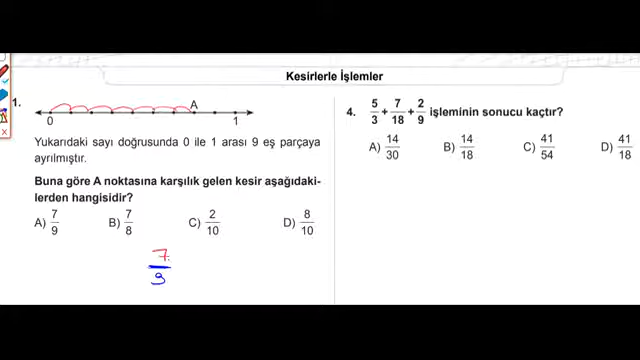 Kesirlerle İşlemler
1.
A
0 1
Yukarıdaki sayı doğrusunda 0 ile 1 arası 9 eş parçaya
ayrılmıştır.
Buna göre A noktasına karşılık gelen kesir aşağıdaki-
lerden hangisidir?
A) 7/9 B) 7/8 C) 2/10 D) 8/10
7/9
4. 5/3 + 7/18 + 2/9 işleminin sonucu kaçtır?
A) 14/30 B) 14/18 C) 41/54 D) 41/18